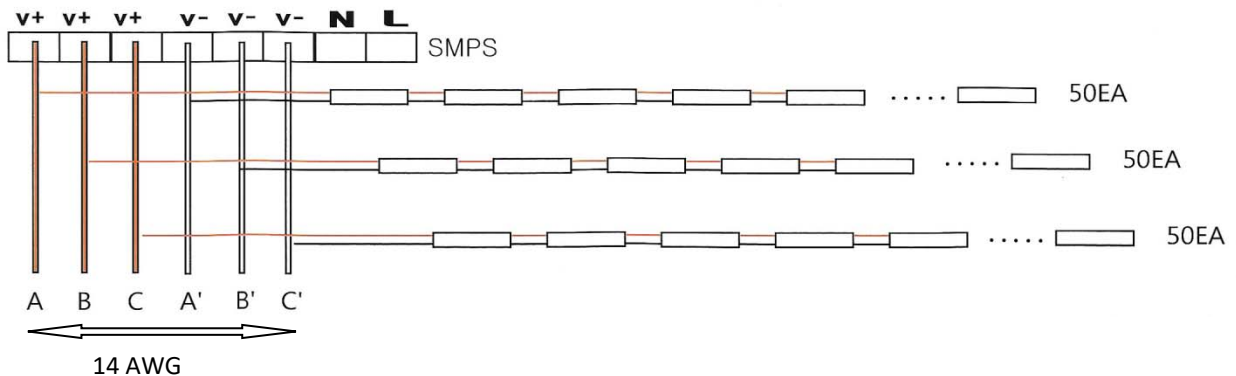 v+ v+ v+ v- v- v- N L
SMPS
..... 50EA
..... 50EA
..... 50EA
A B C A' B' C'
14 AWG